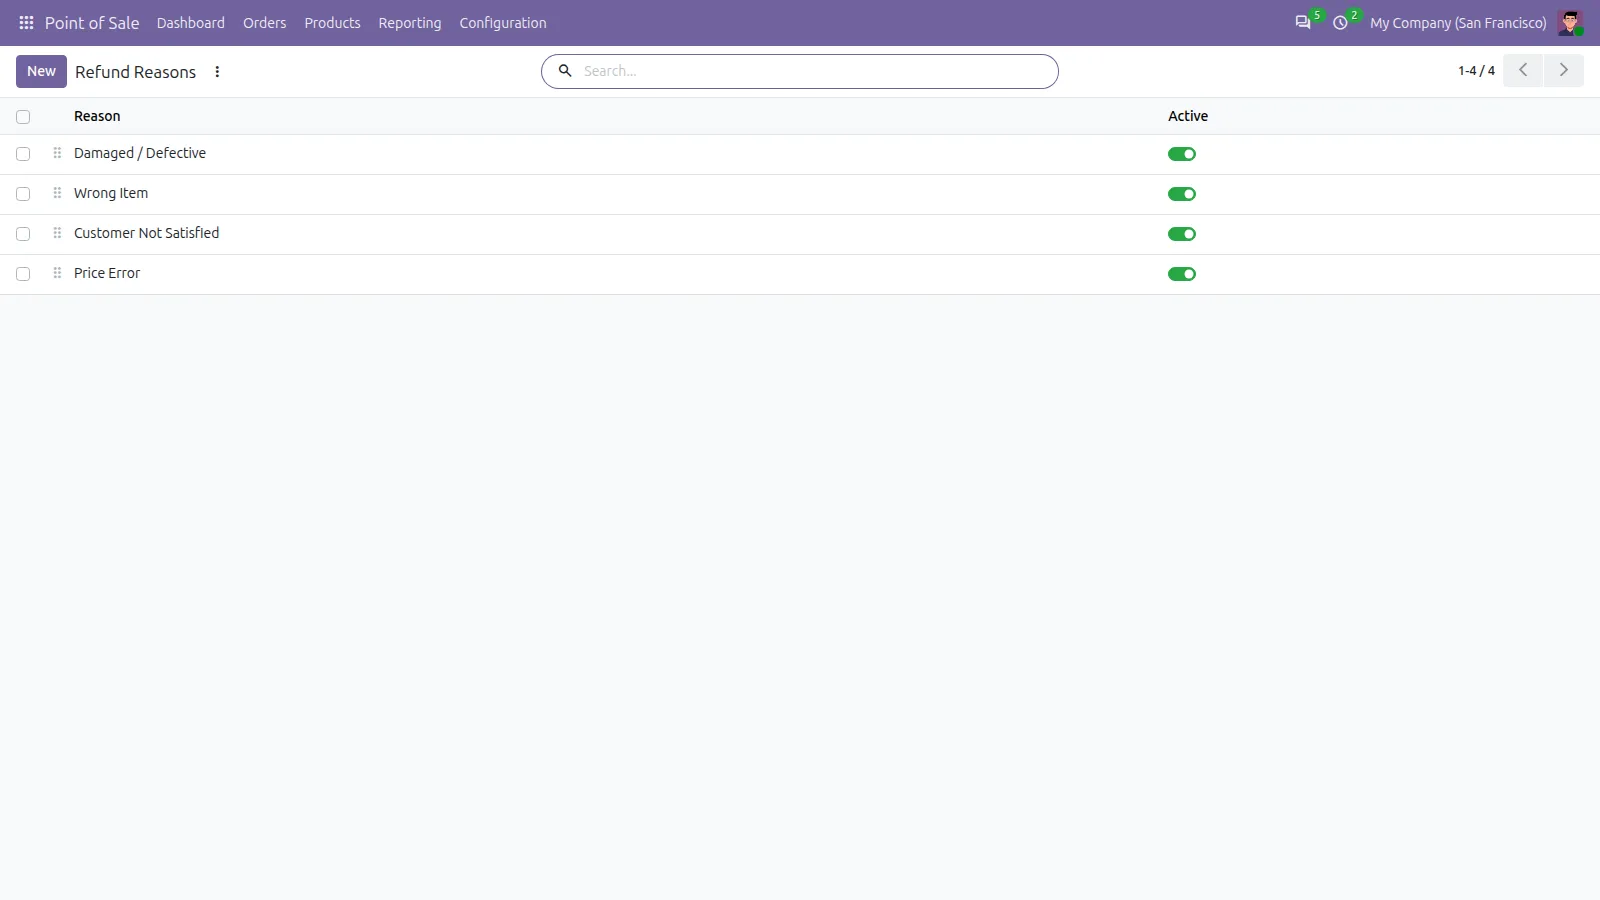 Point of Sale Dashboard Orders Products Reporting Configuration 5 2 My Company (San Francisco)
New Refund Reasons Search... 1-4 / 4
Reason Active
Damaged / Defective
Wrong Item
Customer Not Satisfied
Price Error